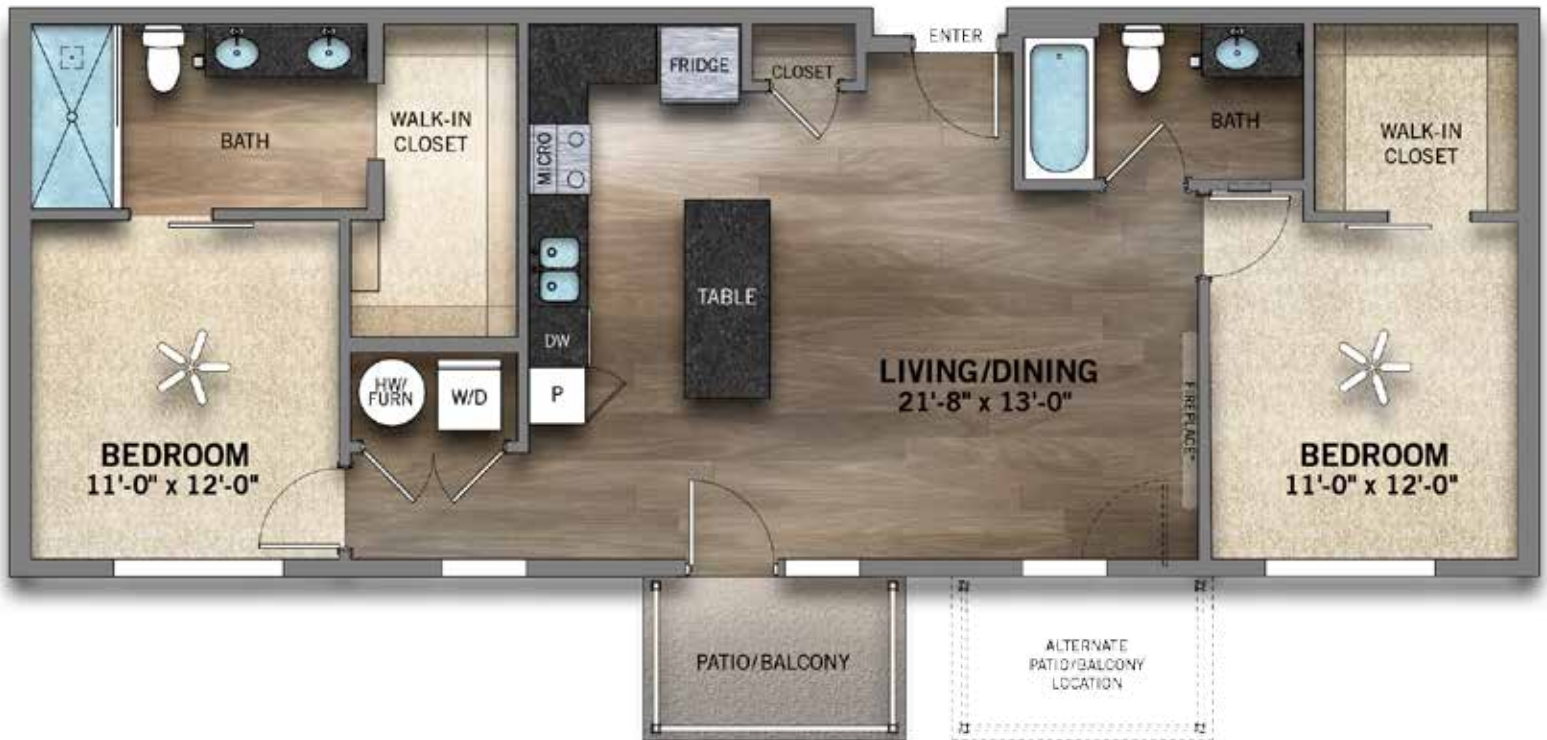 ENTER
FRIDGE
CLOSET
WALK-IN
CLOSET
BATH
BATH
WALK-IN
CLOSET
MICRO
TABLE
DW
HW/
FURN
W/D
P
LIVING/DINING
21'-8" x 13'-0"
FIREPLACE*
BEDROOM
11'-0" x 12'-0"
BEDROOM
11'-0" x 12'-0"
PATIO/BALCONY
ALTERNATE
PATIO/BALCONY
LOCATION